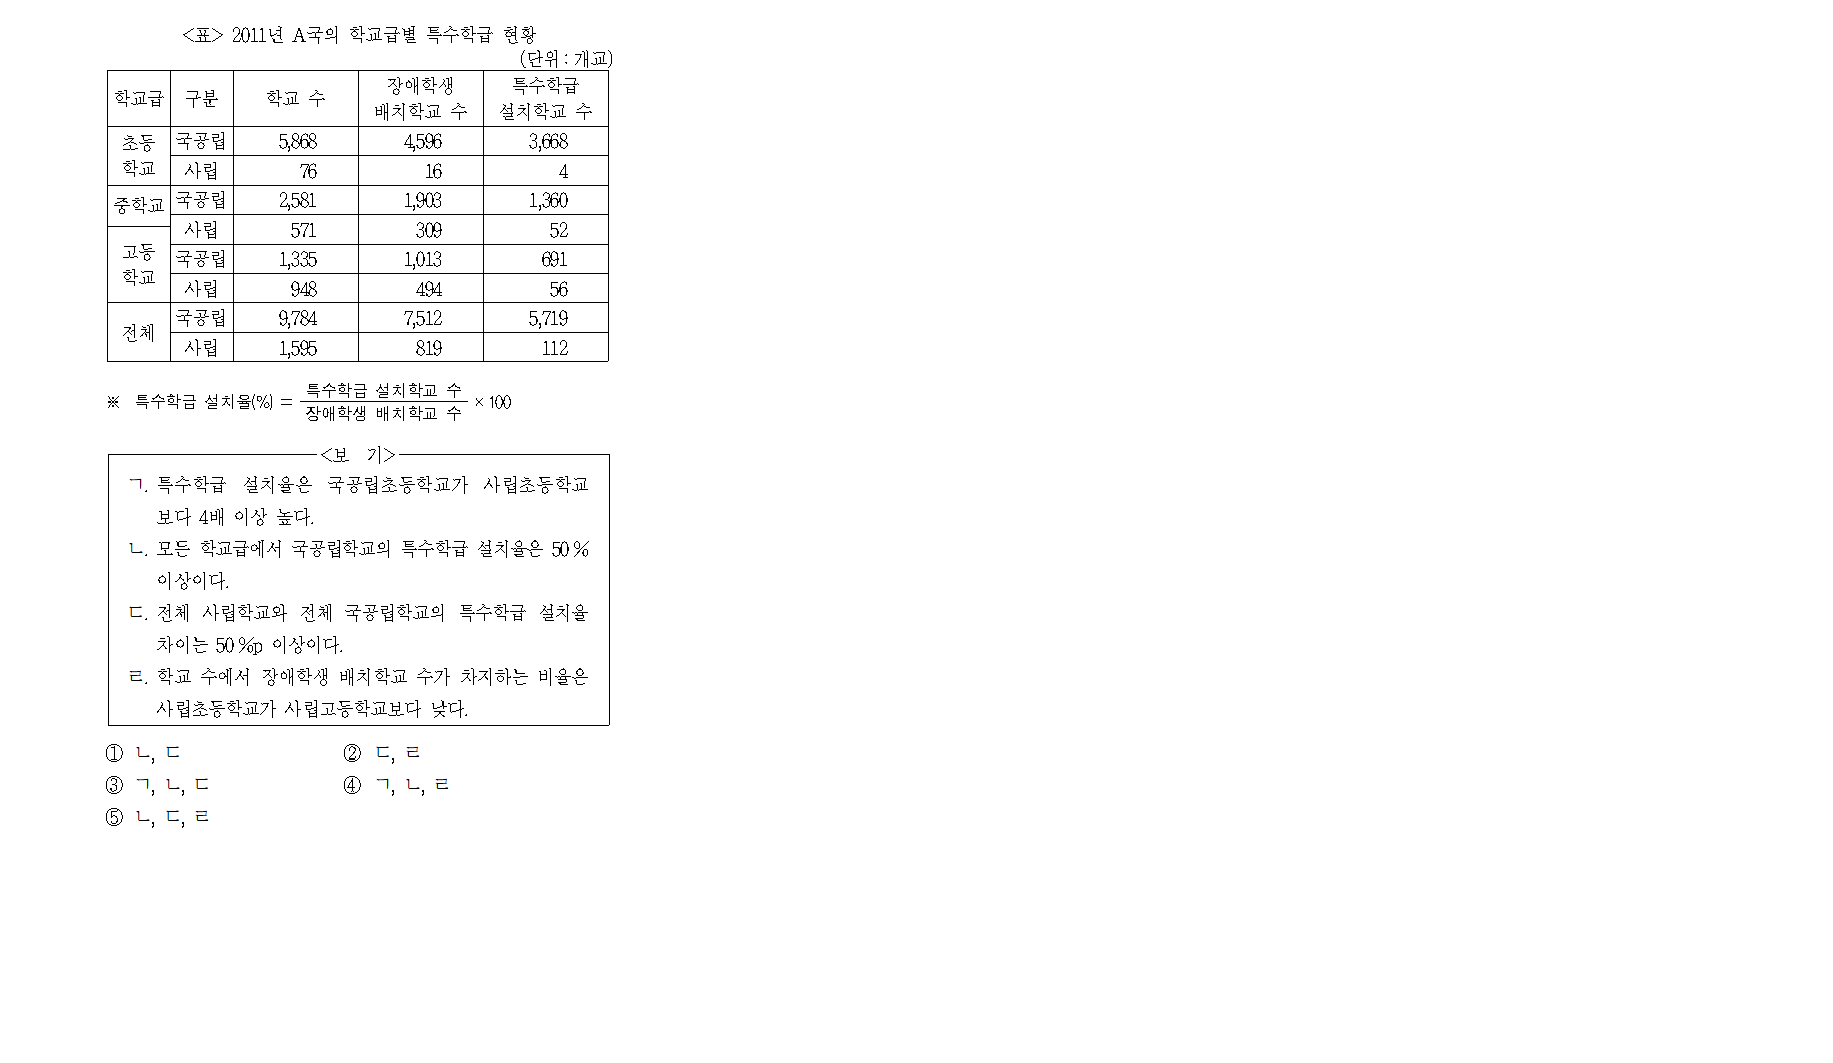 <표> 2011년 A국의 학교급별 특수학급 현황
(단위 : 개교)
학교급 구분 학교 수 장애학생 배치학교 수 특수학급 설치학교 수
초등학교 국공립 5,868 4,596 3,668
사립 76 16 4
중학교 국공립 2,581 1,903 1,360
사립 571 309 52
고등학교 국공립 1,335 1,013 691
사립 948 494 56
전체 국공립 9,784 7,512 5,719
사립 1,595 819 112
※ 특수학급 설치율(%) = 특수학급 설치학교 수 / 장애학생 배치학교 수 × 100
<보 기>
ㄱ. 특수학급 설치율은 국공립초등학교가 사립초등학교
보다 4배 이상 높다.
ㄴ. 모든 학교급에서 국공립학교의 특수학급 설치율은 50 %
이상이다.
ㄷ. 전체 사립학교와 전체 국공립학교의 특수학급 설치율
차이는 50 %p 이상이다.
ㄹ. 학교 수에서 장애학생 배치학교 수가 차지하는 비율은
사립초등학교가 사립고등학교보다 낮다.
① ㄴ, ㄷ ② ㄷ, ㄹ
③ ㄱ, ㄴ, ㄷ ④ ㄱ, ㄴ, ㄹ
⑤ ㄴ, ㄷ, ㄹ